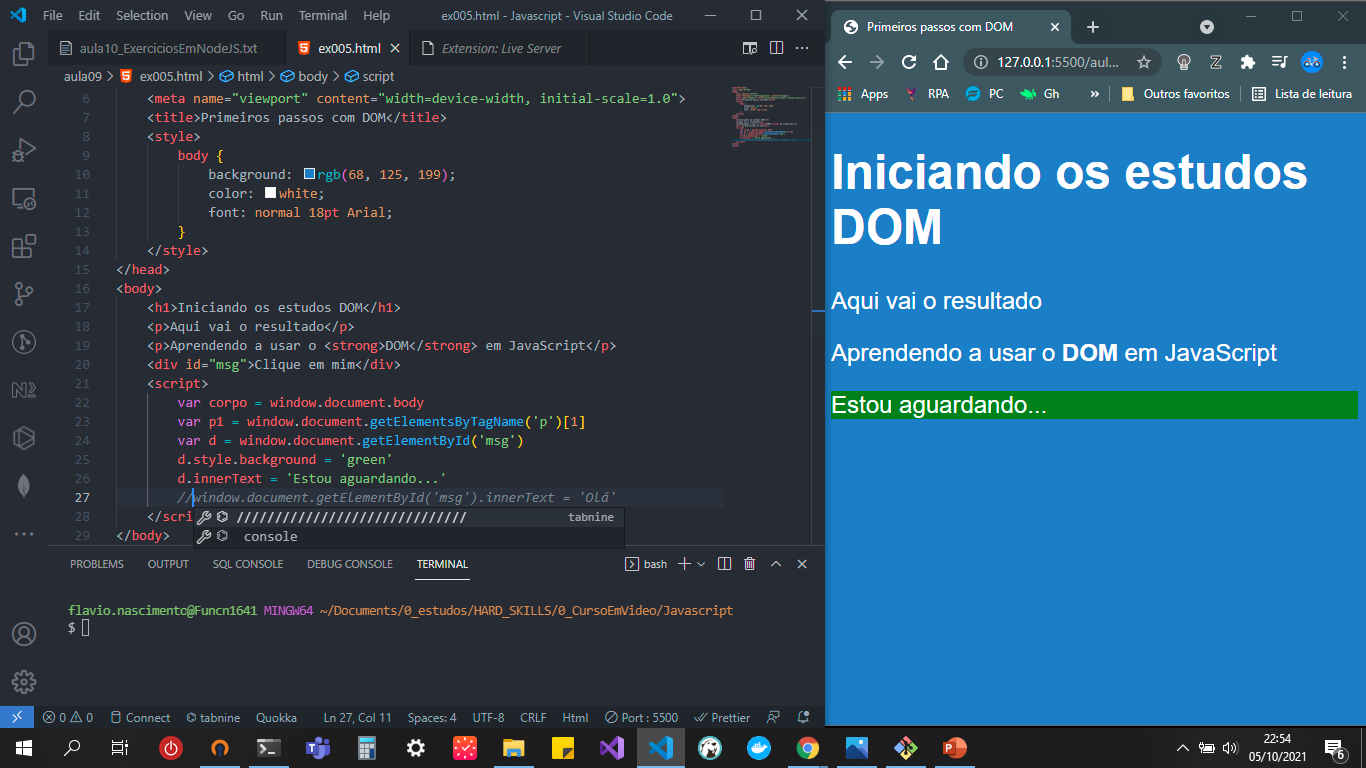 File Edit Selection View Go Run Terminal Help ex005.html - Javascript - Visual Studio Code
aula10_ExerciciosEmNodeJS.txt ex005.html Extension: Live Server
aula09 > ex005.html > html > body > script
6 <meta name="viewport" content="width=device-width, initial-scale=1.0">
7 <title>Primeiros passos com DOM</title>
8 <style>
9 body {
10 background: rgb(68, 125, 199);
11 color: white;
12 font: normal 18pt Arial;
13 }
14 </style>
15 </head>
16 <body>
17 <h1>Iniciando os estudos DOM</h1>
18 <p>Aqui vai o resultado</p>
19 <p>Aprendendo a usar o <strong>DOM</strong> em JavaScript</p>
20 <div id="msg">Clique em mim</div>
21 <script>
22 var corpo = window.document.body
23 var p1 = window.document.getElementsByTagName('p')[1]
24 var d = window.document.getElementById('msg')
25 d.style.background = 'green'
26 d.innerText = 'Estou aguardando...'
27 //window.document.getElementById('msg').innerText = 'Olá'
28 </scri
////////////////////////////// tabnine
console
29 </body>
PROBLEMS OUTPUT SQL CONSOLE DEBUG CONSOLE TERMINAL bash
flavio.nascimento@Funcn1641 MINGW64 ~/Documents/0_estudos/HARD_SKILLS/0_CursoEmVideo/Javascript
$
0 0 Connect tabnine Quokka Ln 27, Col 11 Spaces: 4 UTF-8 CRLF Html Port : 5500 Prettier
Primeiros passos com DOM
127.0.0.1:5500/aul...
Apps RPA PC Gh » Outros favoritos Lista de leitura
Iniciando os estudos
DOM
Aqui vai o resultado
Aprendendo a usar o DOM em JavaScript
Estou aguardando...
22:54
05/10/2021
6